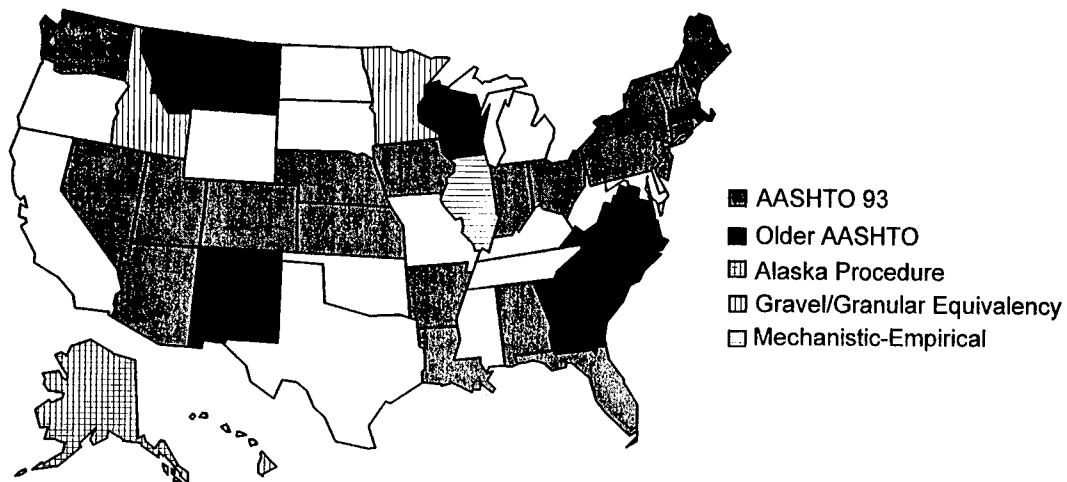 AASHTO 93
Older AASHTO
Alaska Procedure
Gravel/Granular Equivalency
Mechanistic-Empirical